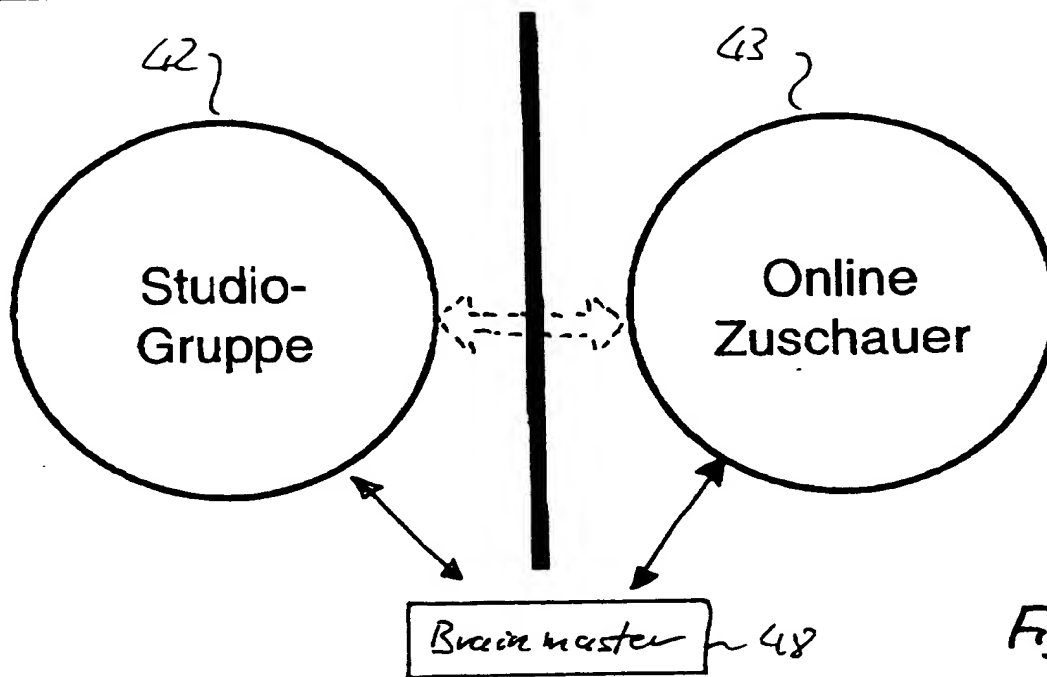 42
43
Studio-
Gruppe
Online
Zuschauer
Brainmaster
48